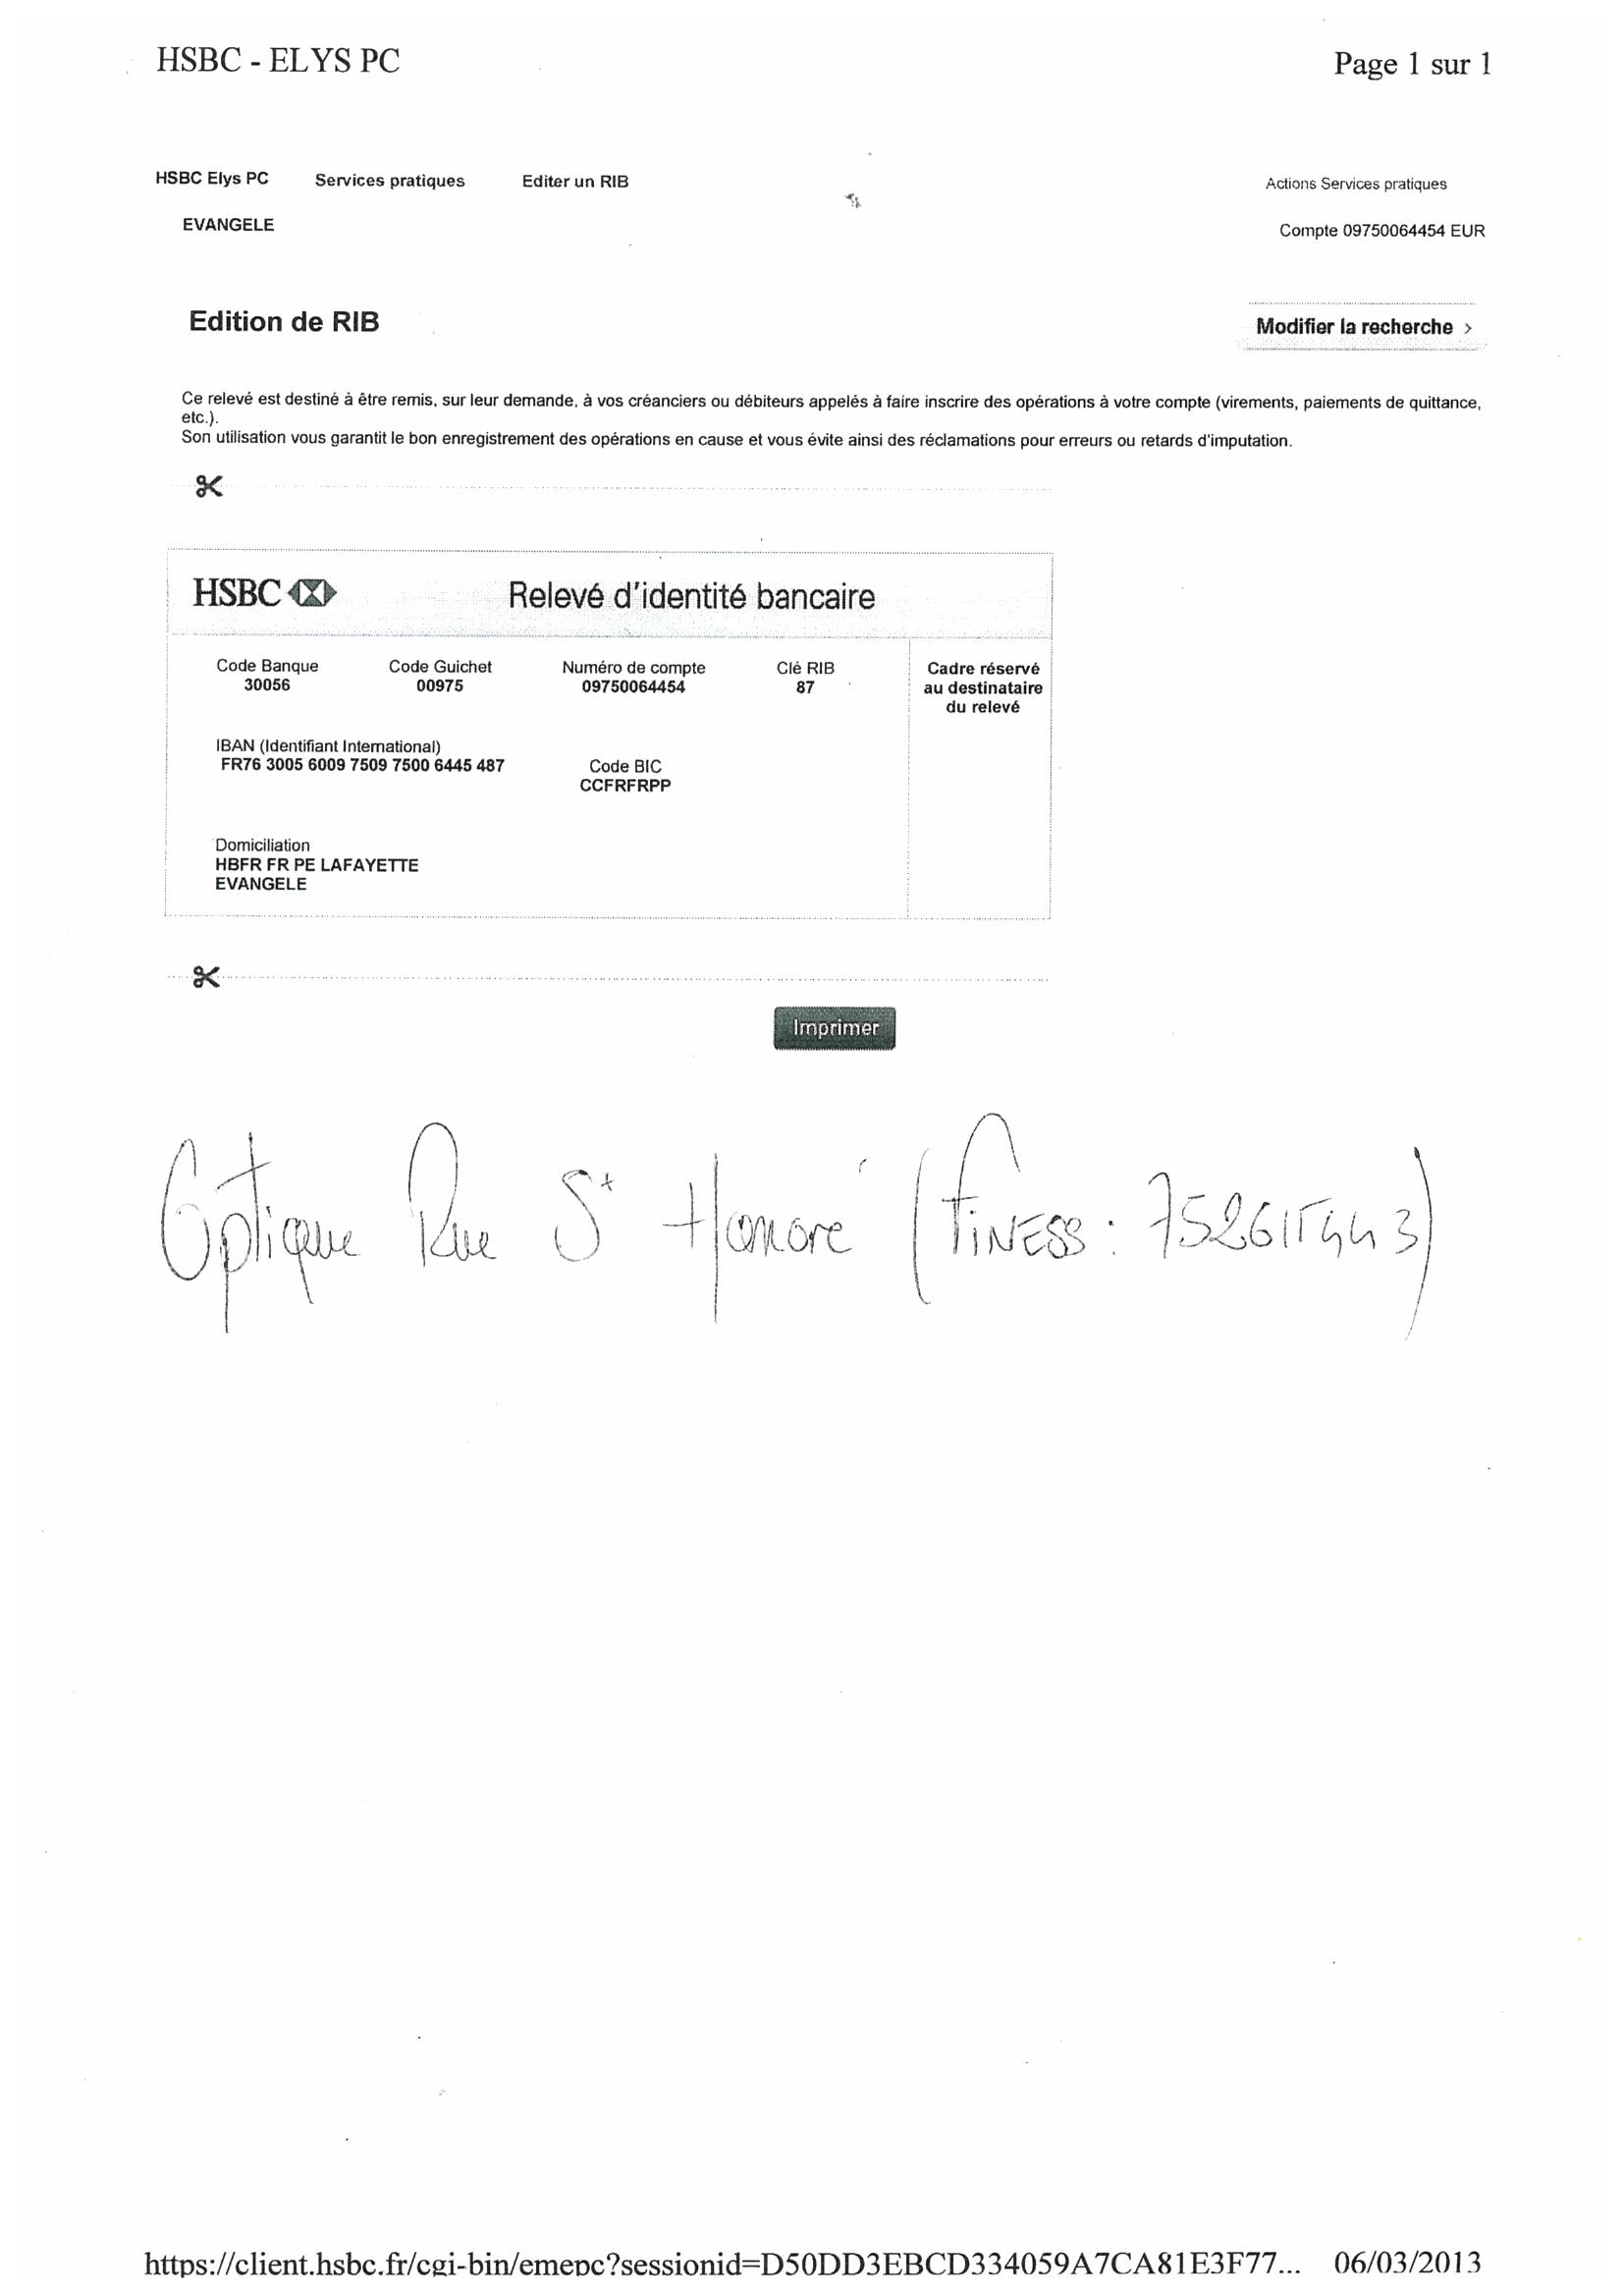 HSBC - ELYS PC
Page 1 sur 1
HSBC Elys PC
Services pratiques
Editer un RIB
Actions Services pratiques
EVANGELE
Compte 09750064454 EUR
Edition de RIB
Modifier la recherche >
Ce relevé est destiné à être remis, sur leur demande, à vos créanciers ou débiteurs appelés à faire inscrire des opérations à votre compte (virements, paiements de quittance,
etc.).
Son utilisation vous garantit le bon enregistrement des opérations en cause et vous évite ainsi des réclamations pour erreurs ou retards d'imputation.
HSBC
Relevé d'identité bancaire
Code Banque
30056
Code Guichet
00975
Numéro de compte
09750064454
Clé RIB
87
Cadre réservé
au destinataire
du relevé
IBAN (Identifiant International)
FR76 3005 6009 7509 7500 6445 487
Code BIC
CCFRFRPP
Domiciliation
HBFR FR PE LAFAYETTE
EVANGELE
Imprimer
Optique Rue St Honoré (FINESS : 752615443)
https://client.hsbc.fr/cgi-bin/emepc?sessionid=D50DD3EBCD334059A7CA81E3F77...
06/03/2013